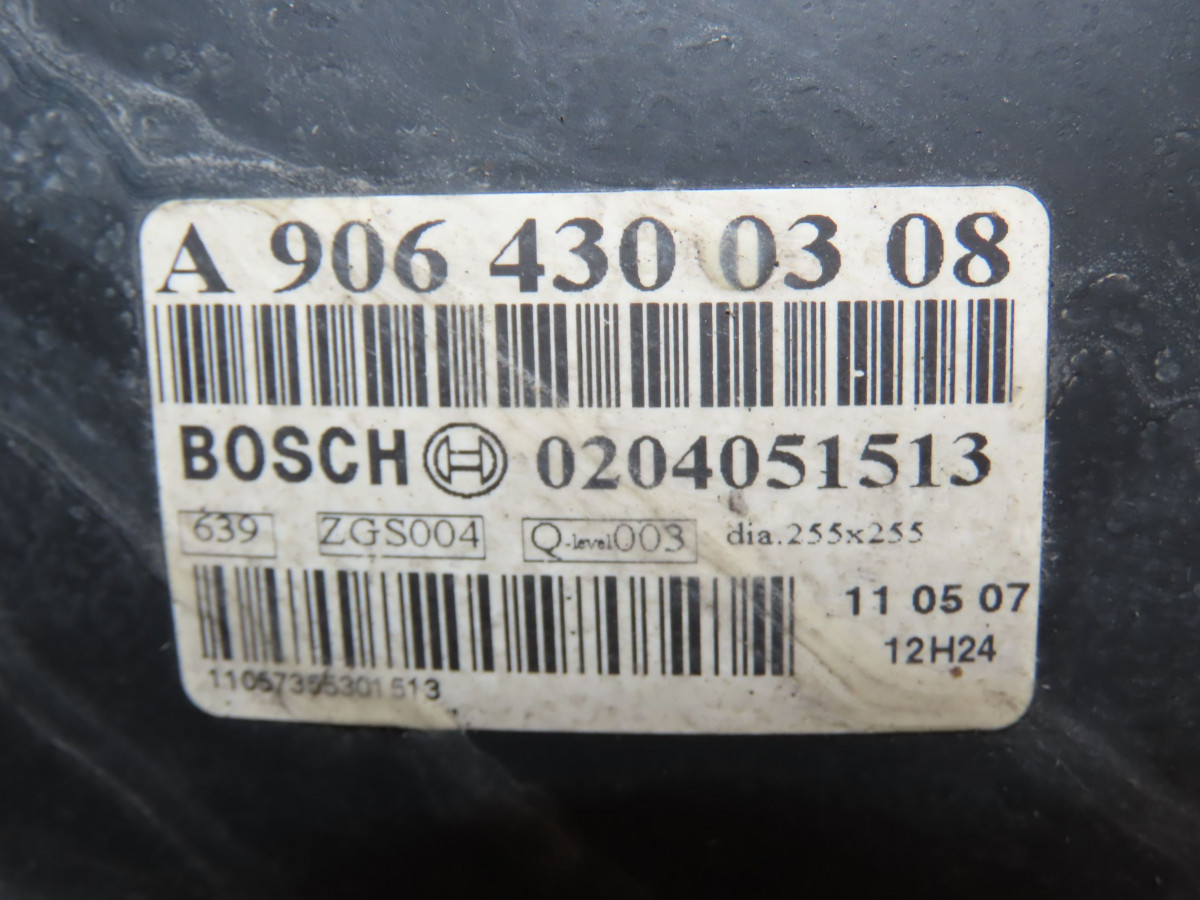 A 906 430 03 08
BOSCH 0204051513
639 ZGS004 Q-level003 dia.255x255
11 05 07
12H24
11057355301513